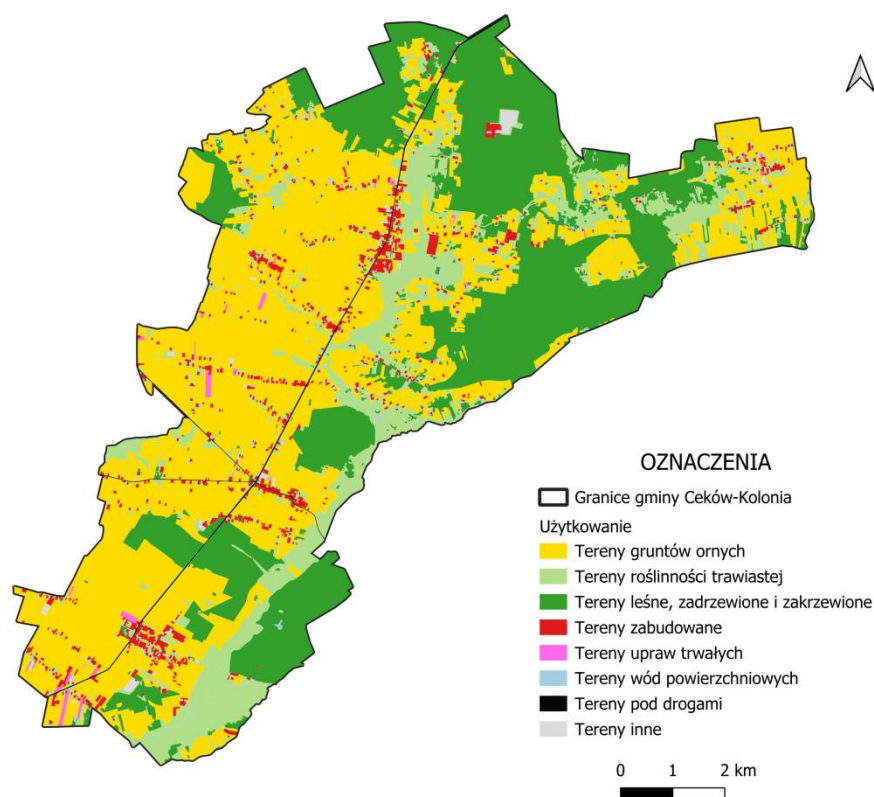 OZNACZENIA
Granice gminy Ceków-Kolonia
Użytkowanie
Tereny gruntów ornych
Tereny roślinności trawiastej
Tereny leśne, zadrzewione i zakrzewione
Tereny zabudowane
Tereny upraw trwałych
Tereny wód powierzchniowych
Tereny pod drogami
Tereny inne
0 1 2 km